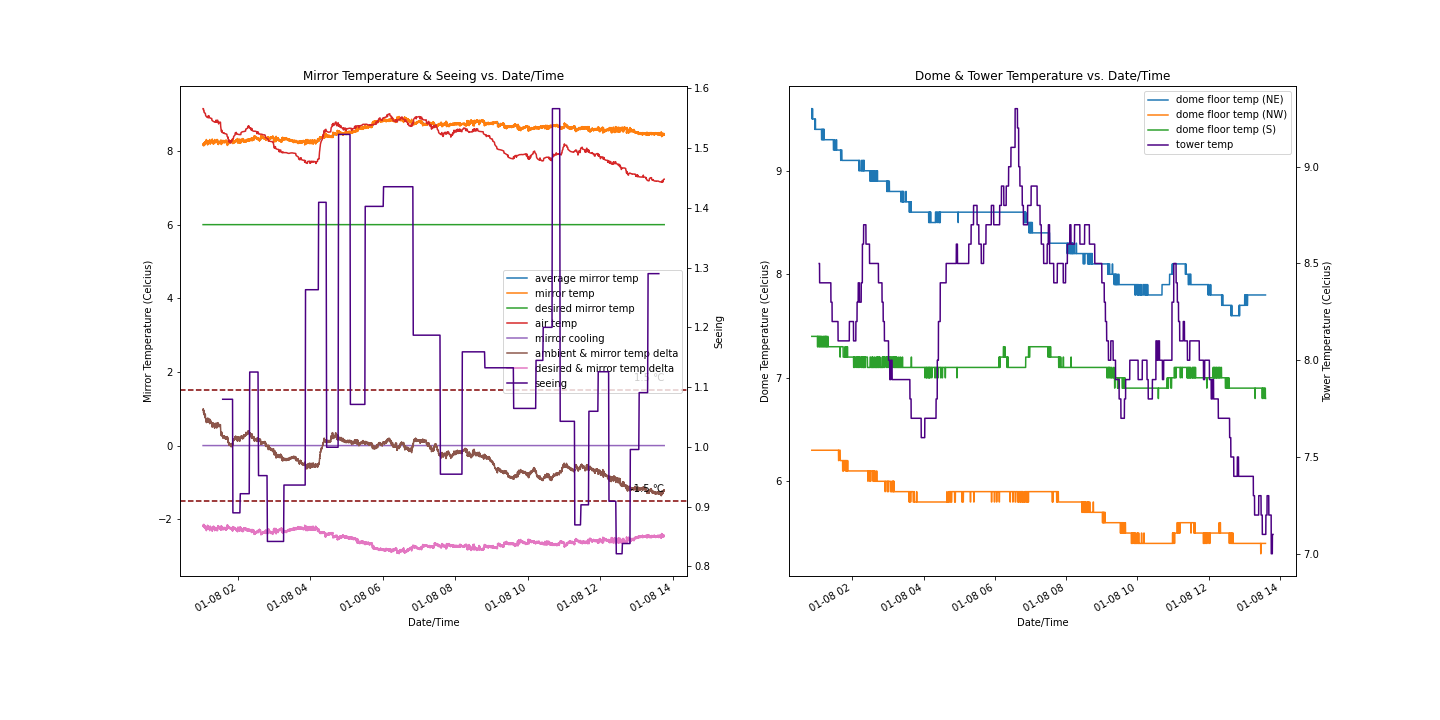 Mirror Temperature & Seeing vs. Date/Time
Mirror Temperature (Celcius)
8
6
4
2
0
−2
1.6
1.5
1.4
1.3
1.2
1.1
1.0
0.9
0.8
Seeing
average mirror temp
mirror temp
desired mirror temp
air temp
mirror cooling
ambient & mirror temp delta
desired & mirror temp delta
seeing
1.5 °C
-1.5 °C
01-08 02
01-08 04
01-08 06
01-08 08
01-08 10
01-08 12
01-08 14
Date/Time
Dome & Tower Temperature vs. Date/Time
Dome Temperature (Celcius)
9
8
7
6
9.0
8.5
8.0
7.5
7.0
Tower Temperature (Celcius)
dome floor temp (NE)
dome floor temp (NW)
dome floor temp (S)
tower temp
01-08 02
01-08 04
01-08 06
01-08 08
01-08 10
01-08 12
01-08 14
Date/Time